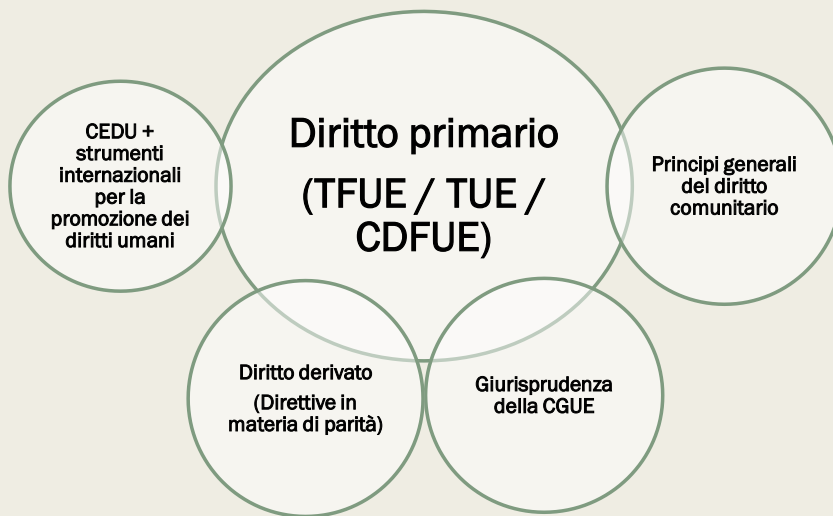 CEDU +
strumenti
internazionali
per la
promozione dei
diritti umani
Diritto primario
(TFUE / TUE /
CDFUE)
Principi generali
del diritto
comunitario
Diritto derivato
(Direttive in
materia di parità)
Giurisprudenza
della CGUE